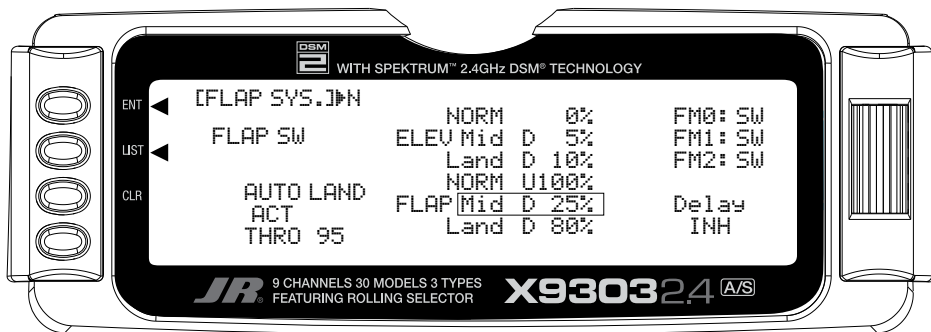 DSM
2 WITH SPEKTRUM™ 2.4GHz DSM® TECHNOLOGY
ENT
LIST
CLR
[FLAP SYS.]▶N
FLAP SW
AUTO LAND
ACT
THRO 95
NORM 0%
ELEV Mid D 5%
Land D 10%
NORM U100%
FLAP Mid D 25%
Land D 80%
FM0: SW
FM1: SW
FM2: SW
Delay
INH
JR® 9 CHANNELS 30 MODELS 3 TYPES
FEATURING ROLLING SELECTOR
X9303 2.4 A/S